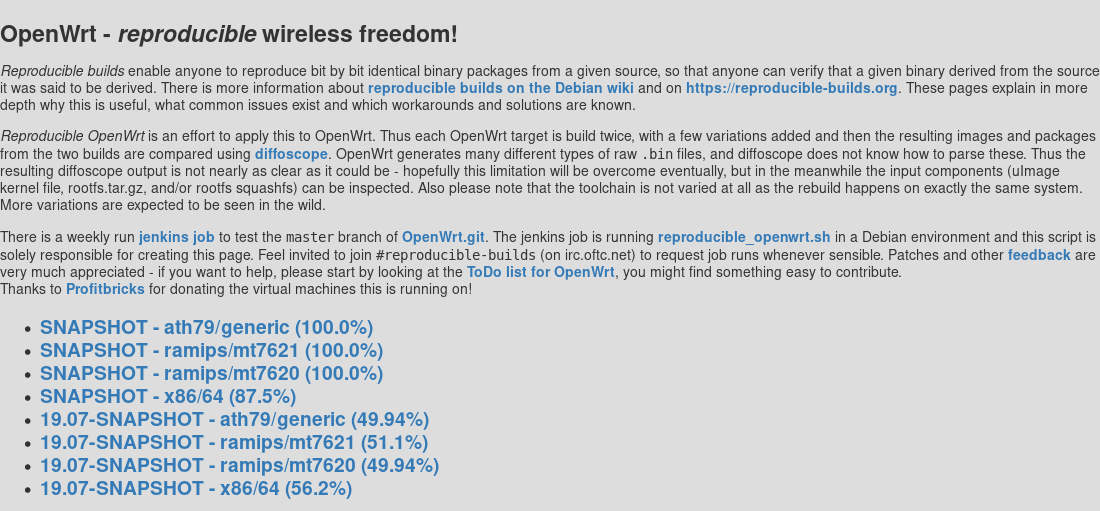 OpenWrt - reproducible wireless freedom!
Reproducible builds enable anyone to reproduce bit by bit identical binary packages from a given source, so that anyone can verify that a given binary derived from the source
it was said to be derived. There is more information about reproducible builds on the Debian wiki and on https://reproducible-builds.org. These pages explain in more
depth why this is useful, what common issues exist and which workarounds and solutions are known.
Reproducible OpenWrt is an effort to apply this to OpenWrt. Thus each OpenWrt target is build twice, with a few variations added and then the resulting images and packages
from the two builds are compared using diffoscope. OpenWrt generates many different types of raw .bin files, and diffoscope does not know how to parse these. Thus the
resulting diffoscope output is not nearly as clear as it could be - hopefully this limitation will be overcome eventually, but in the meanwhile the input components (uImage
kernel file, rootfs.tar.gz, and/or rootfs squashfs) can be inspected. Also please note that the toolchain is not varied at all as the rebuild happens on exactly the same system.
More variations are expected to be seen in the wild.
There is a weekly run jenkins job to test the master branch of OpenWrt.git. The jenkins job is running reproducible_openwrt.sh in a Debian environment and this script is
solely responsible for creating this page. Feel invited to join #reproducible-builds (on irc.oftc.net) to request job runs whenever sensible. Patches and other feedback are
very much appreciated - if you want to help, please start by looking at the ToDo list for OpenWrt, you might find something easy to contribute.
Thanks to Profitbricks for donating the virtual machines this is running on!
• SNAPSHOT - ath79/generic (100.0%)
• SNAPSHOT - ramips/mt7621 (100.0%)
• SNAPSHOT - ramips/mt7620 (100.0%)
• SNAPSHOT - x86/64 (87.5%)
• 19.07-SNAPSHOT - ath79/generic (49.94%)
• 19.07-SNAPSHOT - ramips/mt7621 (51.1%)
• 19.07-SNAPSHOT - ramips/mt7620 (49.94%)
• 19.07-SNAPSHOT - x86/64 (56.2%)